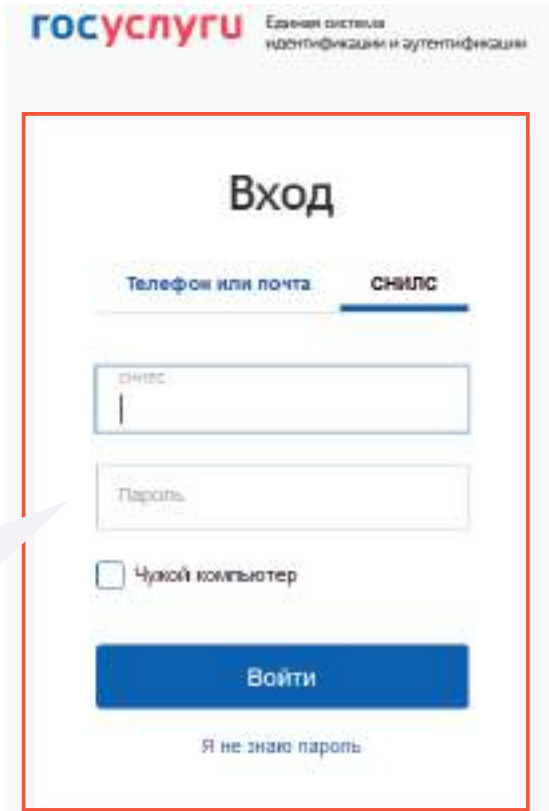 госуслуги
Единая система
идентификации и аутентификации
Вход
Телефон или почта СНИЛС
СНИЛС
Пароль
Чужой компьютер
Войти
Я не знаю пароль